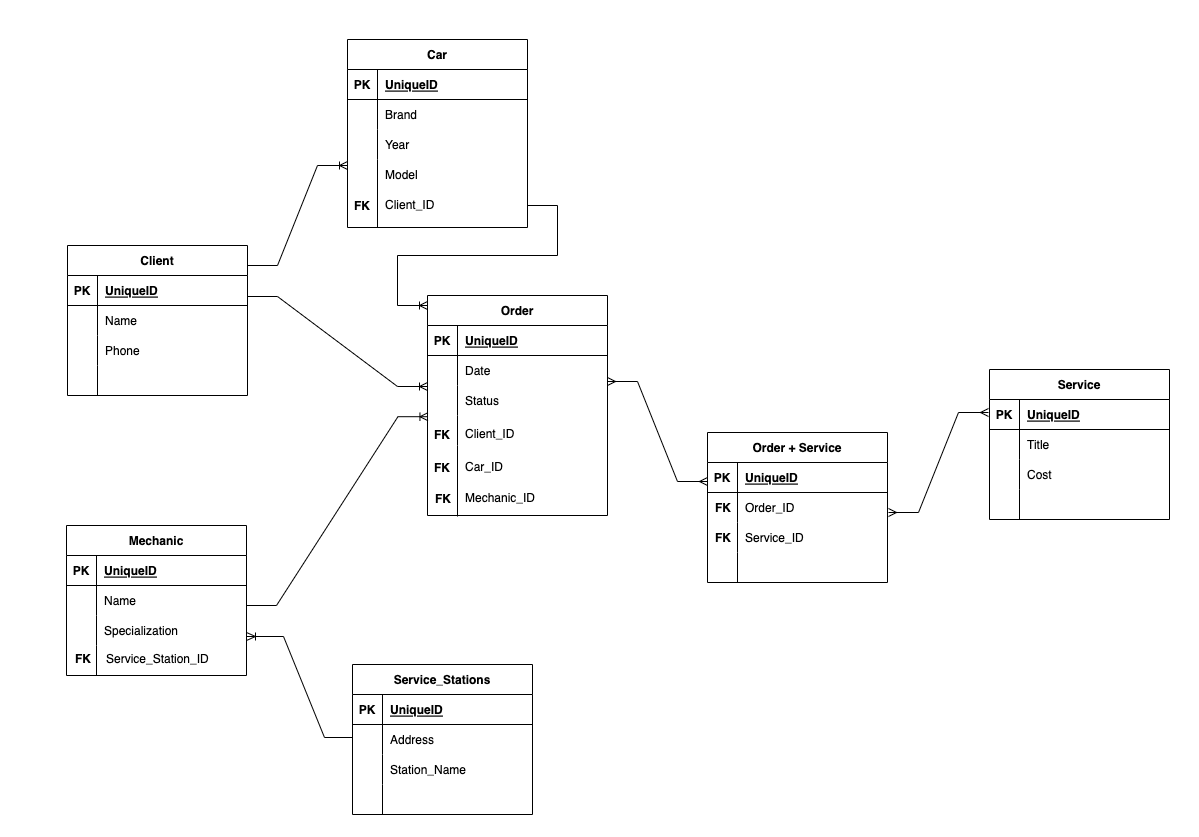 Car
PK UniqueID
Brand
Year
Model
FK Client_ID
Client
PK UniqueID
Name
Phone
Order
PK UniqueID
Date
Status
FK Client_ID
FK Car_ID
FK Mechanic_ID
Order + Service
PK UniqueID
FK Order_ID
FK Service_ID
Service
PK UniqueID
Title
Cost
Mechanic
PK UniqueID
Name
Specialization
FK Service_Station_ID
Service_Stations
PK UniqueID
Address
Station_Name